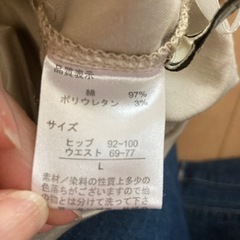 品質表示
綿 97%
ポリウレタン 3%
サイズ
ヒップ 92~100
ウエスト 69~77
L
素材/染料の性質上多少の
色落ちがございますので
他の物とは分けて洗って下さ